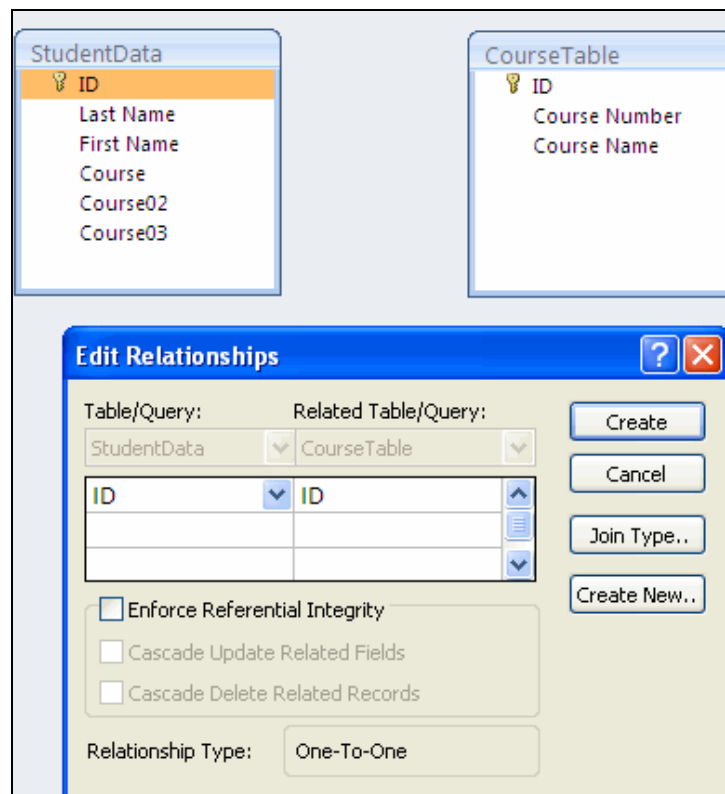 StudentData
ID
Last Name
First Name
Course
Course02
Course03
CourseTable
ID
Course Number
Course Name
Edit Relationships
Table/Query: Related Table/Query:
StudentData CourseTable
ID ID
Enforce Referential Integrity
Cascade Update Related Fields
Cascade Delete Related Records
Relationship Type: One-To-One
?
Create
Cancel
Join Type..
Create New..